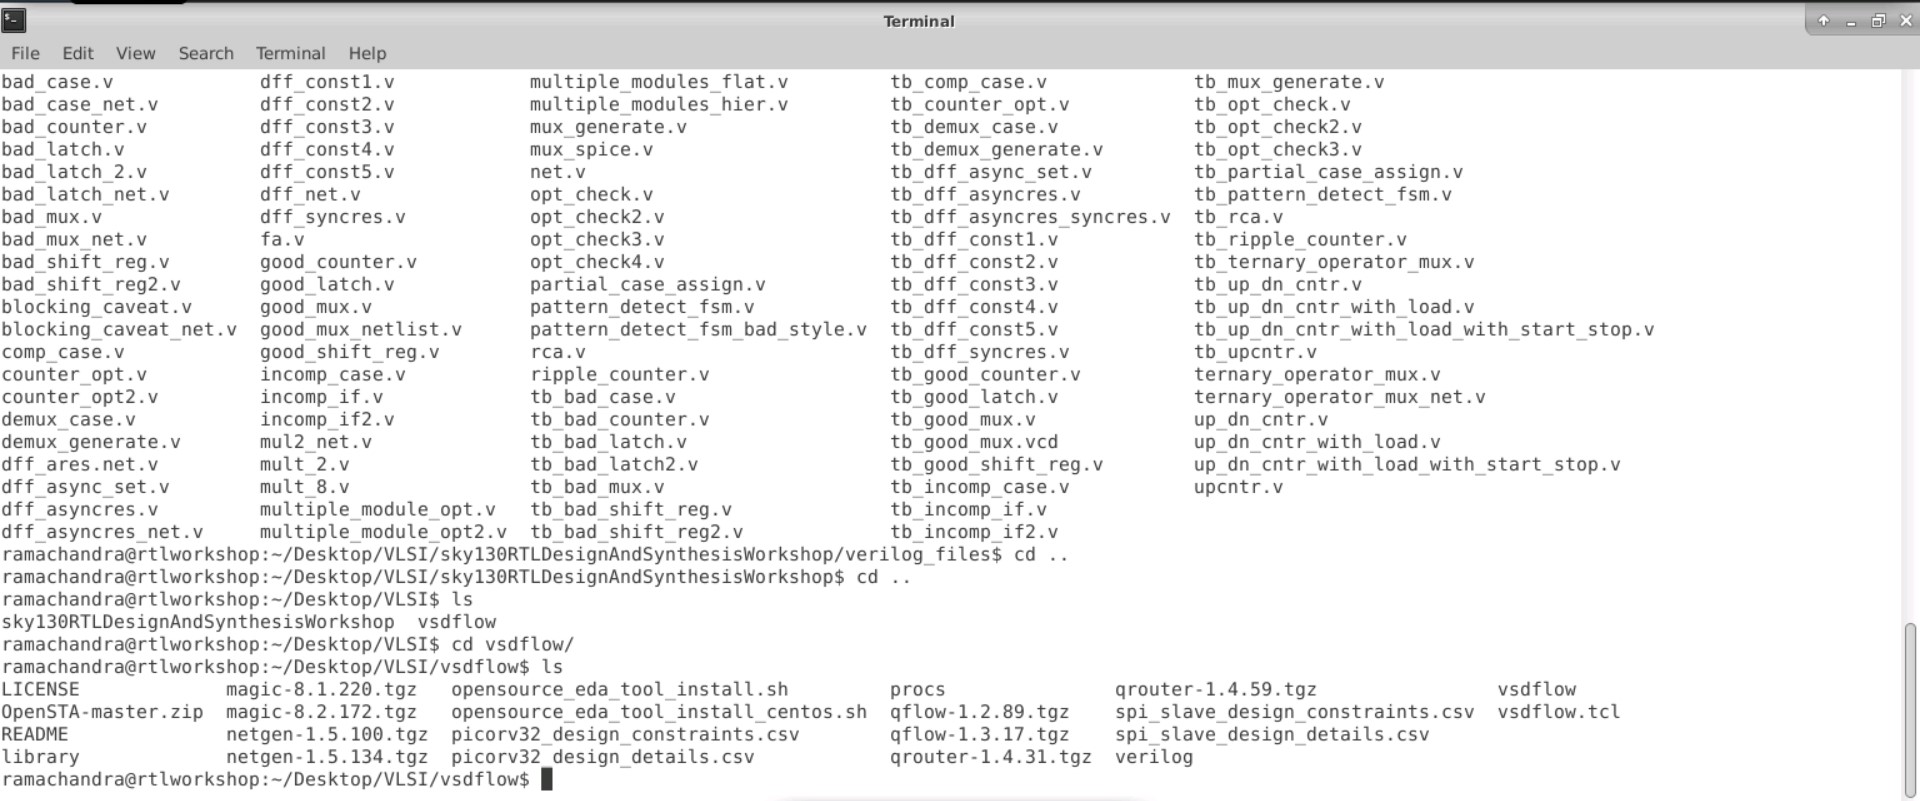 Terminal
File Edit View Search Terminal Help
bad_case.v dff_const1.v multiple_modules_flat.v tb_comp_case.v tb_mux_generate.v
bad_case_net.v dff_const2.v multiple_modules_hier.v tb_counter_opt.v tb_opt_check.v
bad_counter.v dff_const3.v mux_generate.v tb_demux_case.v tb_opt_check2.v
bad_latch.v dff_const4.v mux_spice.v tb_demux_generate.v tb_opt_check3.v
bad_latch_2.v dff_const5.v net.v tb_dff_async_set.v tb_partial_case_assign.v
bad_latch_net.v dff_net.v opt_check.v tb_dff_asyncres.v tb_pattern_detect_fsm.v
bad_mux.v dff_syncres.v opt_check2.v tb_dff_asyncres_syncres.v tb_rca.v
bad_mux_net.v fa.v opt_check3.v tb_dff_const1.v tb_ripple_counter.v
bad_shift_reg.v good_counter.v opt_check4.v tb_dff_const2.v tb_ternary_operator_mux.v
bad_shift_reg2.v good_latch.v partial_case_assign.v tb_dff_const3.v tb_up_dn_cntr.v
blocking_caveat.v good_mux.v pattern_detect_fsm.v tb_dff_const4.v tb_up_dn_cntr_with_load.v
blocking_caveat_net.v good_mux_netlist.v pattern_detect_fsm_bad_style.v tb_dff_const5.v tb_up_dn_cntr_with_load_with_start_stop.v
comp_case.v good_shift_reg.v rca.v tb_dff_syncres.v tb_upcntr.v
counter_opt.v incomp_case.v ripple_counter.v tb_good_counter.v ternary_operator_mux.v
counter_opt2.v incomp_if.v tb_bad_case.v tb_good_latch.v ternary_operator_mux_net.v
demux_case.v incomp_if2.v tb_bad_counter.v tb_good_mux.v up_dn_cntr.v
demux_generate.v mul2_net.v tb_bad_latch.v tb_good_mux.vcd up_dn_cntr_with_load.v
dff_ares.net.v mult_2.v tb_bad_latch2.v tb_good_shift_reg.v up_dn_cntr_with_load_with_start_stop.v
dff_async_set.v mult_8.v tb_bad_mux.v tb_incomp_case.v upcntr.v
dff_asyncres.v multiple_module_opt.v tb_bad_shift_reg.v tb_incomp_if.v
dff_asyncres_net.v multiple_module_opt2.v tb_bad_shift_reg2.v tb_incomp_if2.v
ramachandra@rtlworkshop:~/Desktop/VLSI/sky130RTLDesignAndSynthesisWorkshop/verilog_files$ cd ..
ramachandra@rtlworkshop:~/Desktop/VLSI/sky130RTLDesignAndSynthesisWorkshop$ cd ..
ramachandra@rtlworkshop:~/Desktop/VLSI$ ls
sky130RTLDesignAndSynthesisWorkshop vsdflow
ramachandra@rtlworkshop:~/Desktop/VLSI$ cd vsdflow/
ramachandra@rtlworkshop:~/Desktop/VLSI/vsdflow$ ls
LICENSE magic-8.1.220.tgz opensource_eda_tool_install.sh procs qrouter-1.4.59.tgz vsdflow
OpenSTA-master.zip magic-8.2.172.tgz opensource_eda_tool_install_centos.sh qflow-1.2.89.tgz spi_slave_design_constraints.csv vsdflow.tcl
README netgen-1.5.100.tgz picorv32_design_constraints.csv qflow-1.3.17.tgz spi_slave_design_details.csv
library netgen-1.5.134.tgz picorv32_design_details.csv qrouter-1.4.31.tgz verilog
ramachandra@rtlworkshop:~/Desktop/VLSI/vsdflow$